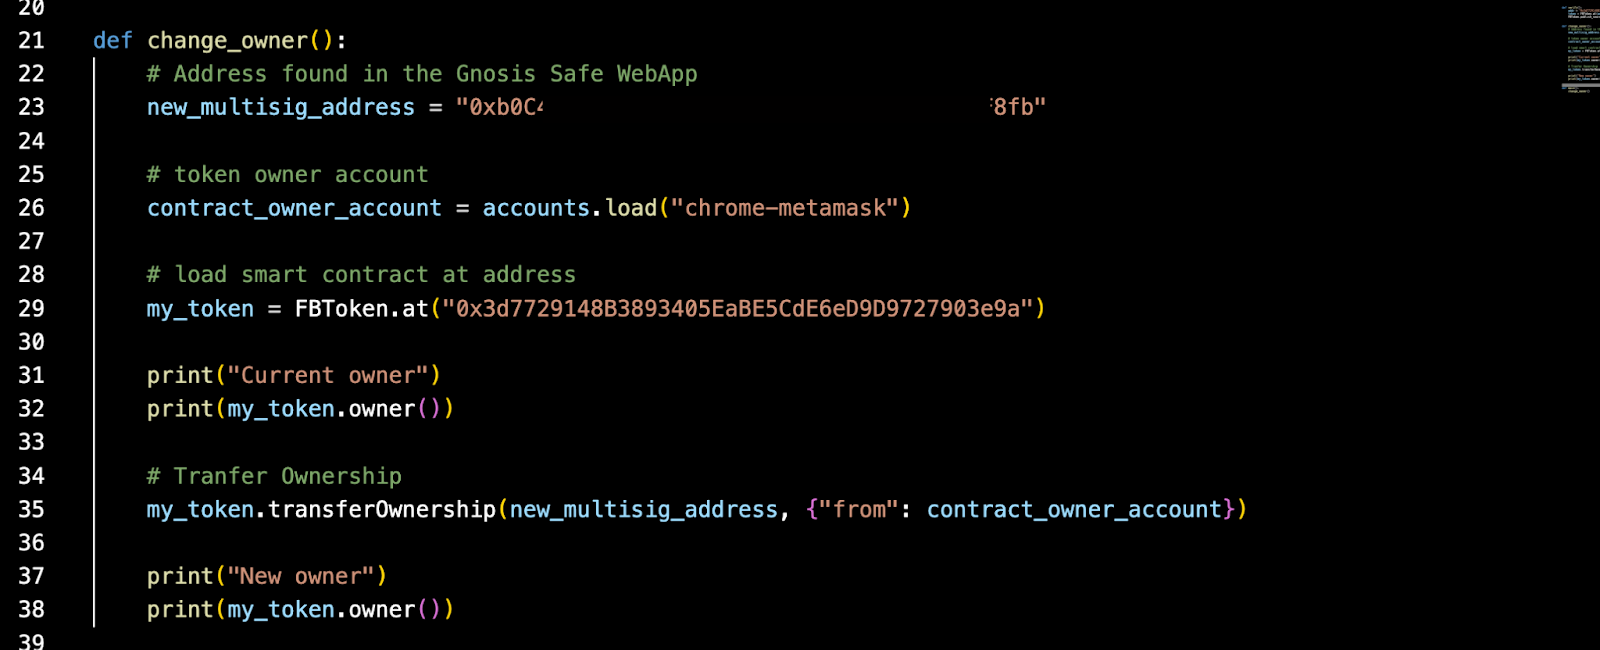 20
21 def change_owner():
22 # Address found in the Gnosis Safe WebApp
23 new_multisig_address = "0xb0C4 8fb"
24
25 # token owner account
26 contract_owner_account = accounts.load("chrome-metamask")
27
28 # load smart contract at address
29 my_token = FBToken.at("0x3d7729148B3893405EaBE5CdE6eD9D9727903e9a")
30
31 print("Current owner")
32 print(my_token.owner())
33
34 # Tranfer Ownership
35 my_token.transferOwnership(new_multisig_address, {"from": contract_owner_account})
36
37 print("New owner")
38 print(my_token.owner())
39